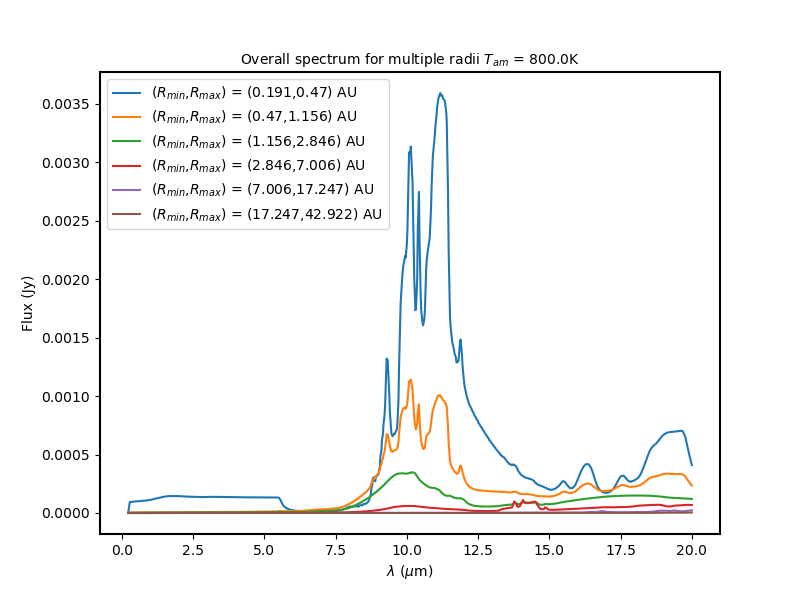 Overall spectrum for multiple radii T_am = 800.0K
(R_min,R_max) = (0.191,0.47) AU
(R_min,R_max) = (0.47,1.156) AU
(R_min,R_max) = (1.156,2.846) AU
(R_min,R_max) = (2.846,7.006) AU
(R_min,R_max) = (7.006,17.247) AU
(R_min,R_max) = (17.247,42.922) AU
Flux (Jy)
0.0035
0.0030
0.0025
0.0020
0.0015
0.0010
0.0005
0.0000
0.0 2.5 5.0 7.5 10.0 12.5 15.0 17.5 20.0
λ (μm)